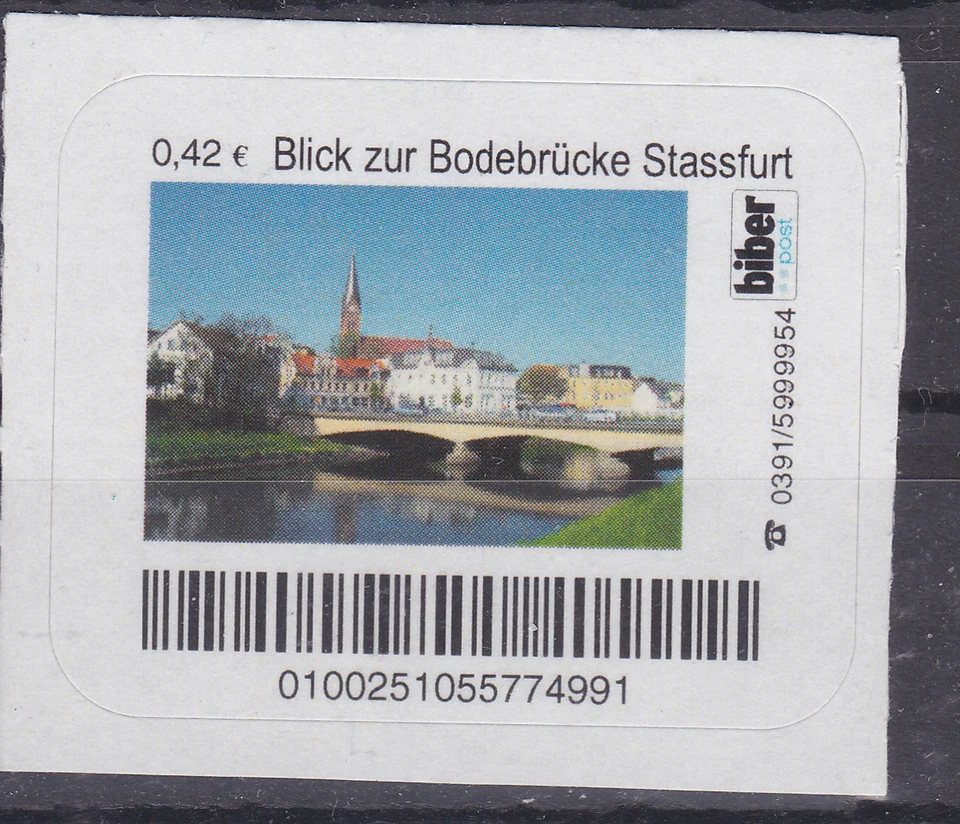 0,42 € Blick zur Bodebrücke Stassfurt
biber
post
0391/5999954
0100251055774991